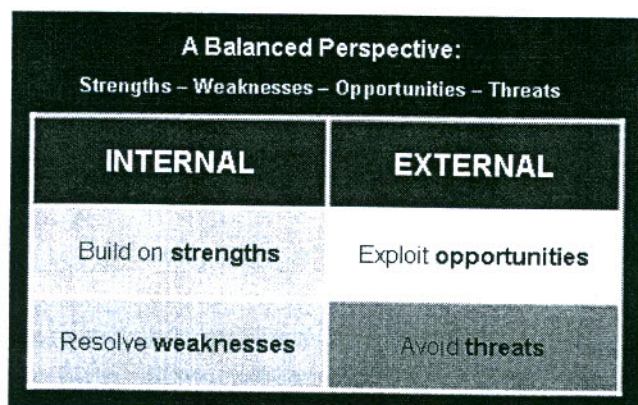 A Balanced Perspective:
Strengths – Weaknesses – Opportunities – Threats
INTERNAL
EXTERNAL
Build on strengths
Exploit opportunities
Resolve weaknesses
Avoid threats